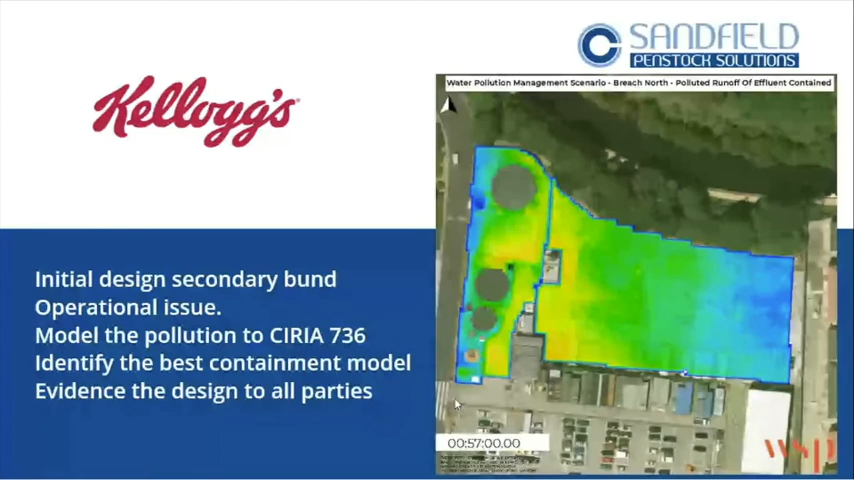 SANDFIELD
PENSTOCK SOLUTIONS
Kellogg's
Water Pollution Management Scenario - Breach North - Polluted Runoff Of Effluent Contained
Initial design secondary bund
Operational issue.
Model the pollution to CIRIA 736
Identify the best containment model
Evidence the design to all parties
00:57:00.00
wsp